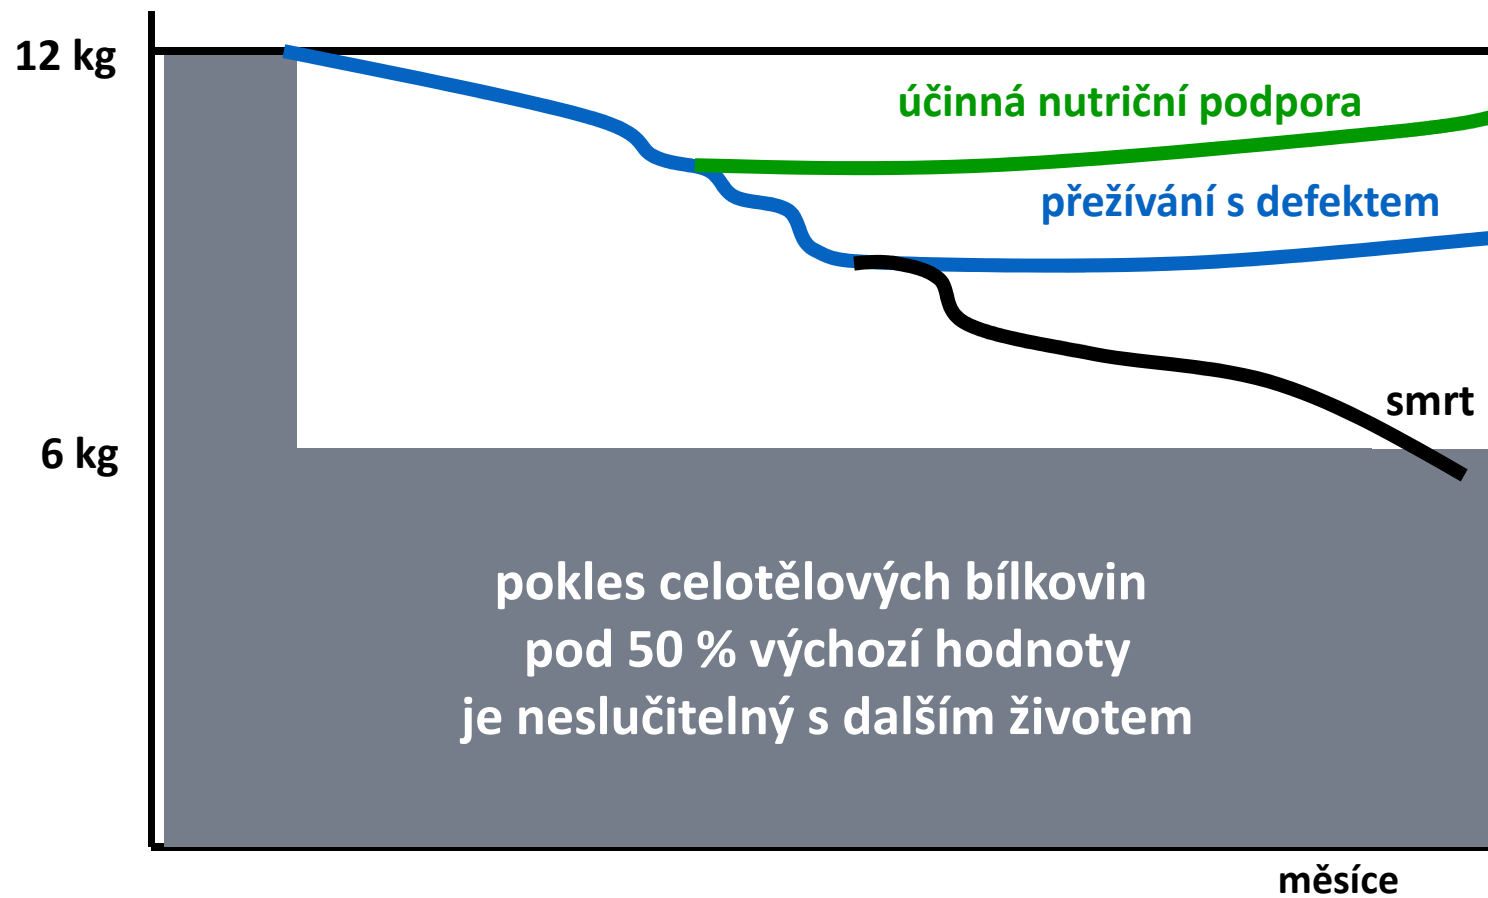 12 kg
účinná nutriční podpora
přežívání s defektem
smrt
6 kg
pokles celotělových bílkovin
pod 50 % výchozí hodnoty
je neslučitelný s dalším životem
měsíce